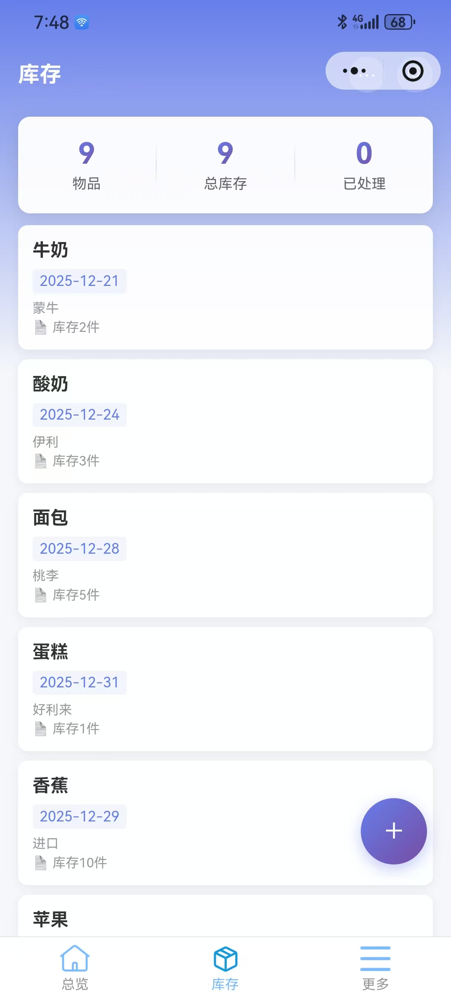 7:48
4G
68
库存
9
9
0
物品
总库存
已处理
牛奶
2025-12-21
蒙牛
库存2件
酸奶
2025-12-24
伊利
库存3件
面包
2025-12-28
桃李
库存5件
蛋糕
2025-12-31
好利来
库存1件
香蕉
2025-12-29
进口
库存10件
苹果
总览
库存
更多